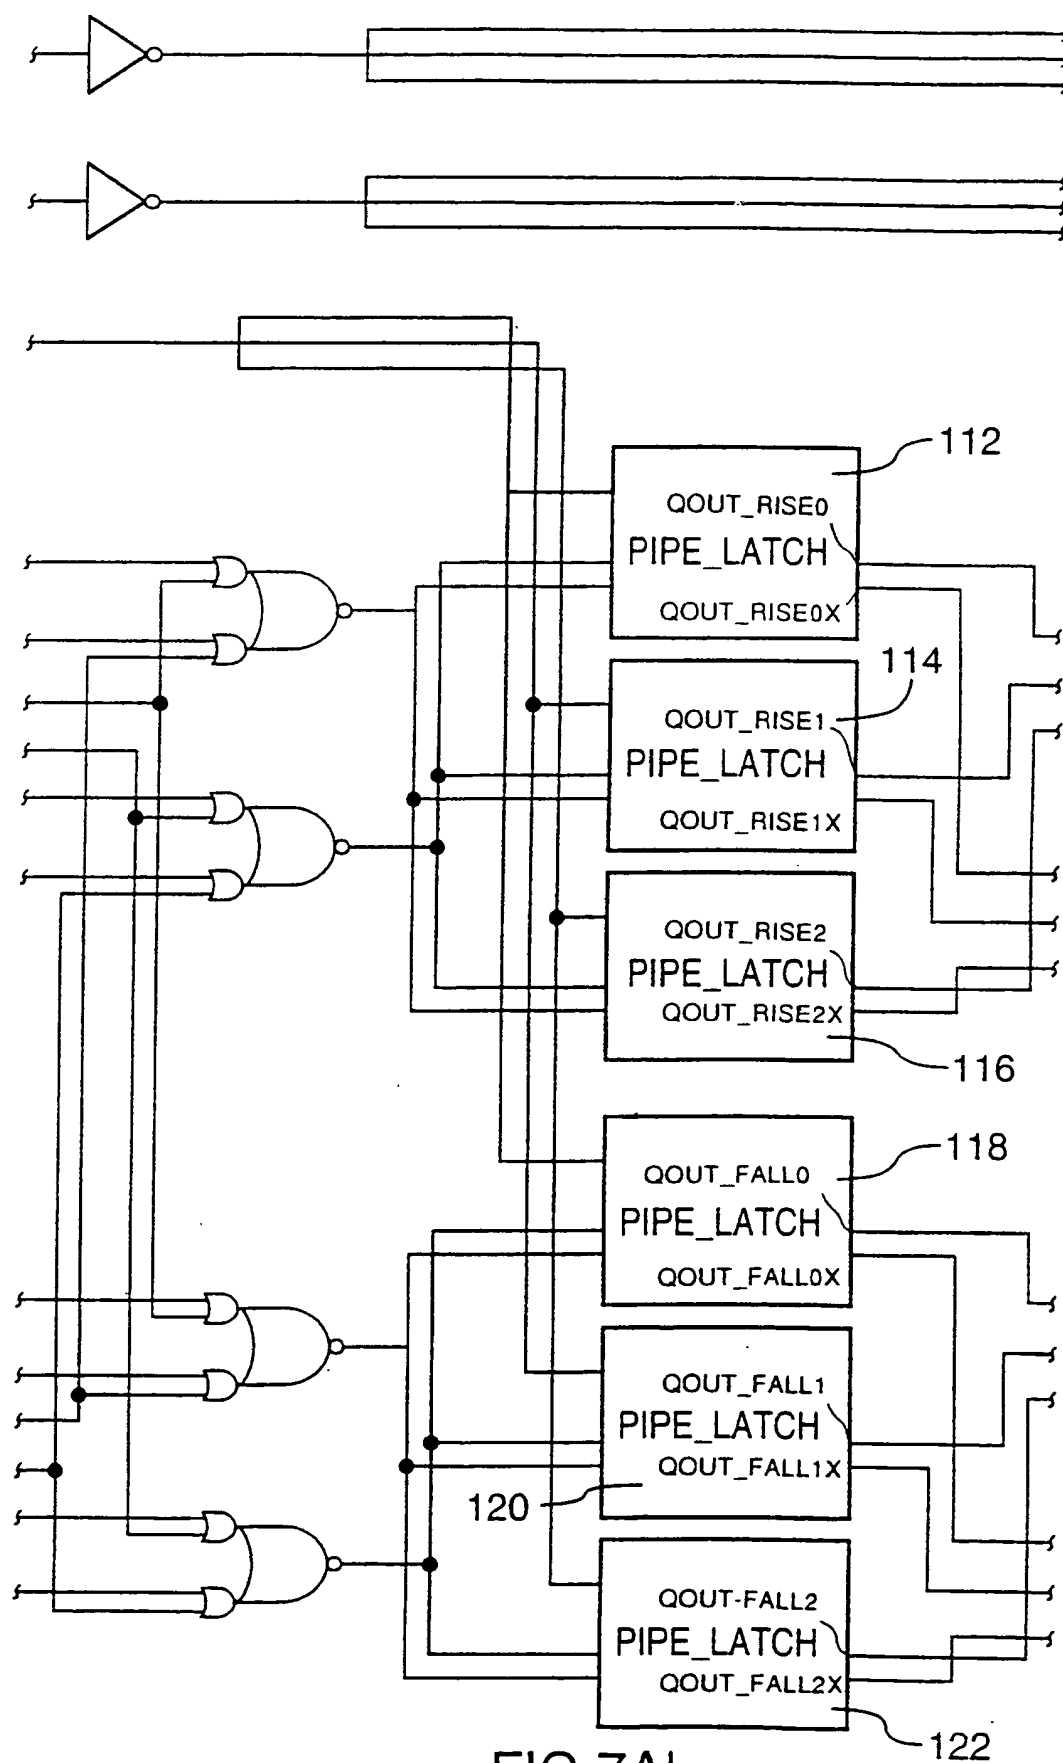 112
QOUT_RISE0
PIPE_LATCH
QOUT_RISE0X
114
QOUT_RISE1
PIPE_LATCH
QOUT_RISE1X
QOUT_RISE2
PIPE_LATCH
QOUT_RISE2X
116
118
QOUT_FALL0
PIPE_LATCH
QOUT_FALL0X
QOUT_FALL1
PIPE_LATCH
QOUT_FALL1X
120
QOUT-FALL2
PIPE_LATCH
QOUT_FALL2X
122